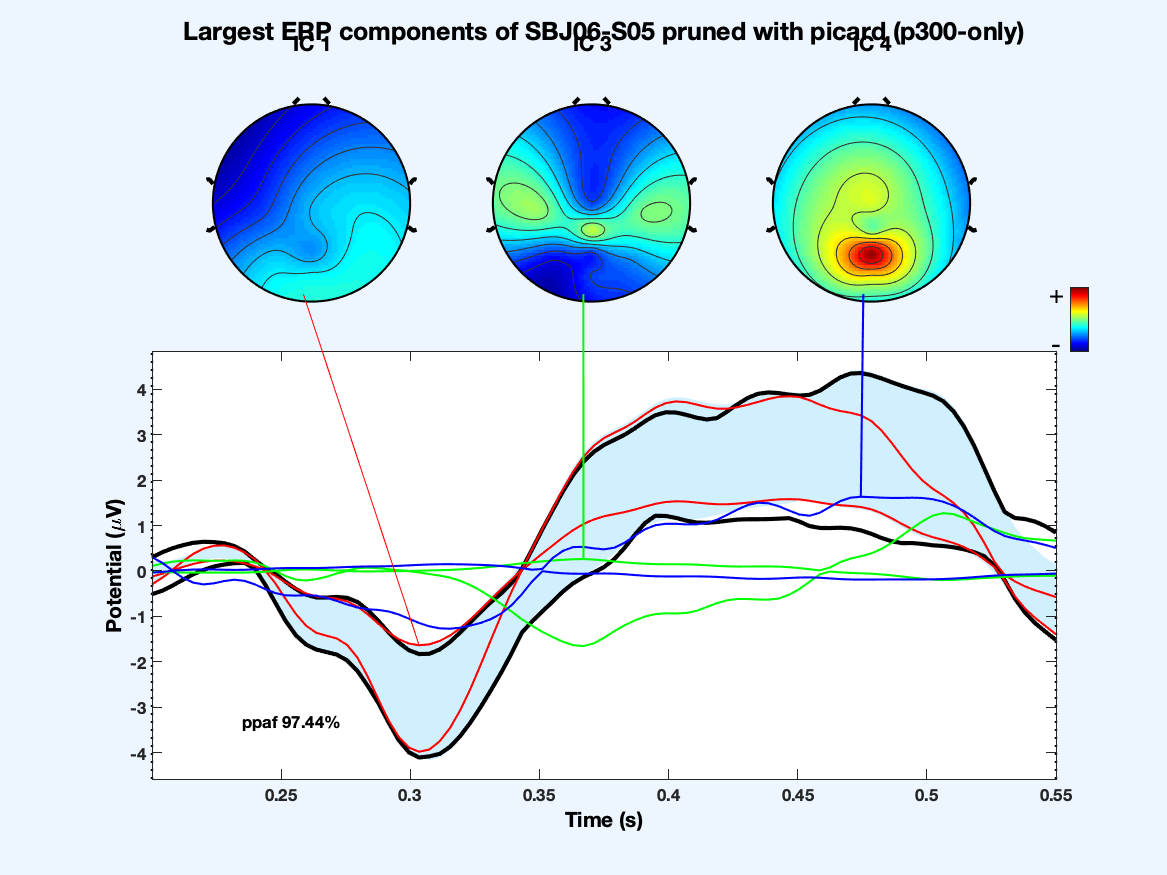 Largest ERP components of SBJ06-S05 pruned with picard (p300-only)
IC 1
IC 3
IC 4
+
-
4
3
2
1
0
-1
-2
-3
-4
Potential (μV)
ppaf 97.44%
0.25
0.3
0.35
0.4
0.45
0.5
0.55
Time (s)